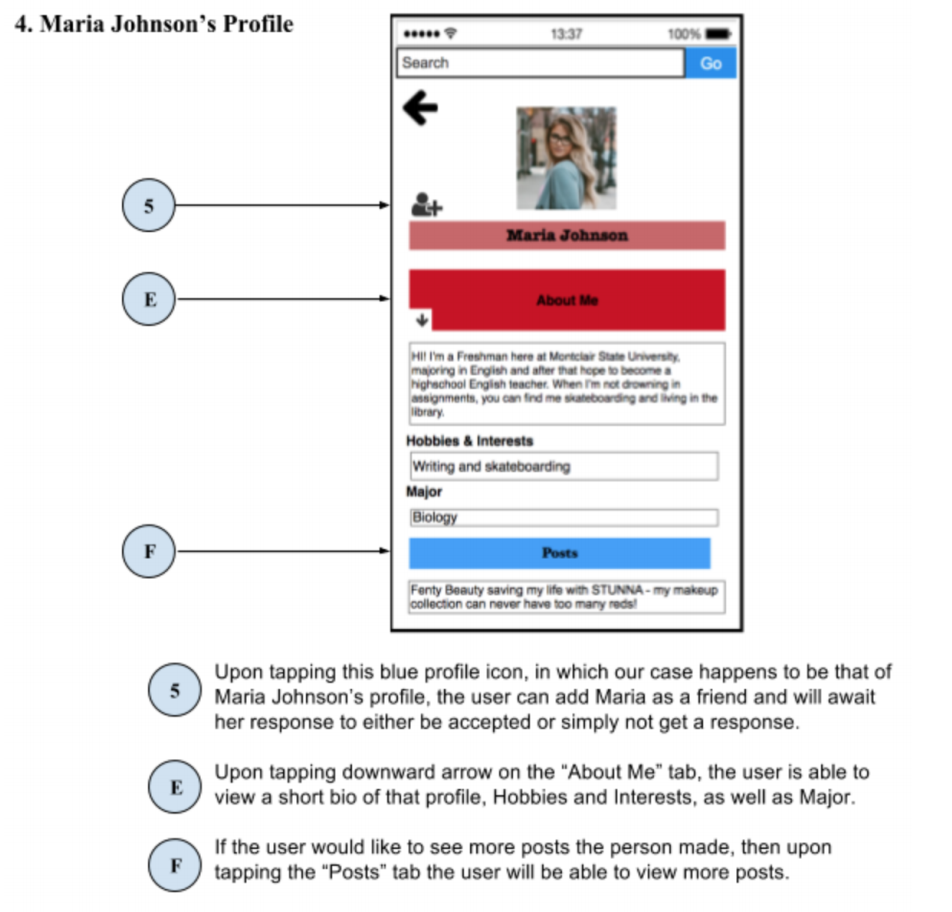 4. Maria Johnson's Profile
13:37
100%
Search
Go
5
Maria Johnson
E
About Me
HI! I'm a Freshman here at Montclair State University,
majoring in English and after that hope to become a
highschool English teacher. When I'm not drowning in
assignments, you can find me skateboarding and living in the
library.
Hobbies & Interests
Writing and skateboarding
Major
Biology
F
Posts
Fenty Beauty saving my life with STUNNA - my makeup
collection can never have too many reds!
5
Upon tapping this blue profile icon, in which our case happens to be that of
Maria Johnson's profile, the user can add Maria as a friend and will await
her response to either be accepted or simply not get a response.
E
Upon tapping downward arrow on the “About Me” tab, the user is able to
view a short bio of that profile, Hobbies and Interests, as well as Major.
F
If the user would like to see more posts the person made, then upon
tapping the “Posts” tab the user will be able to view more posts.